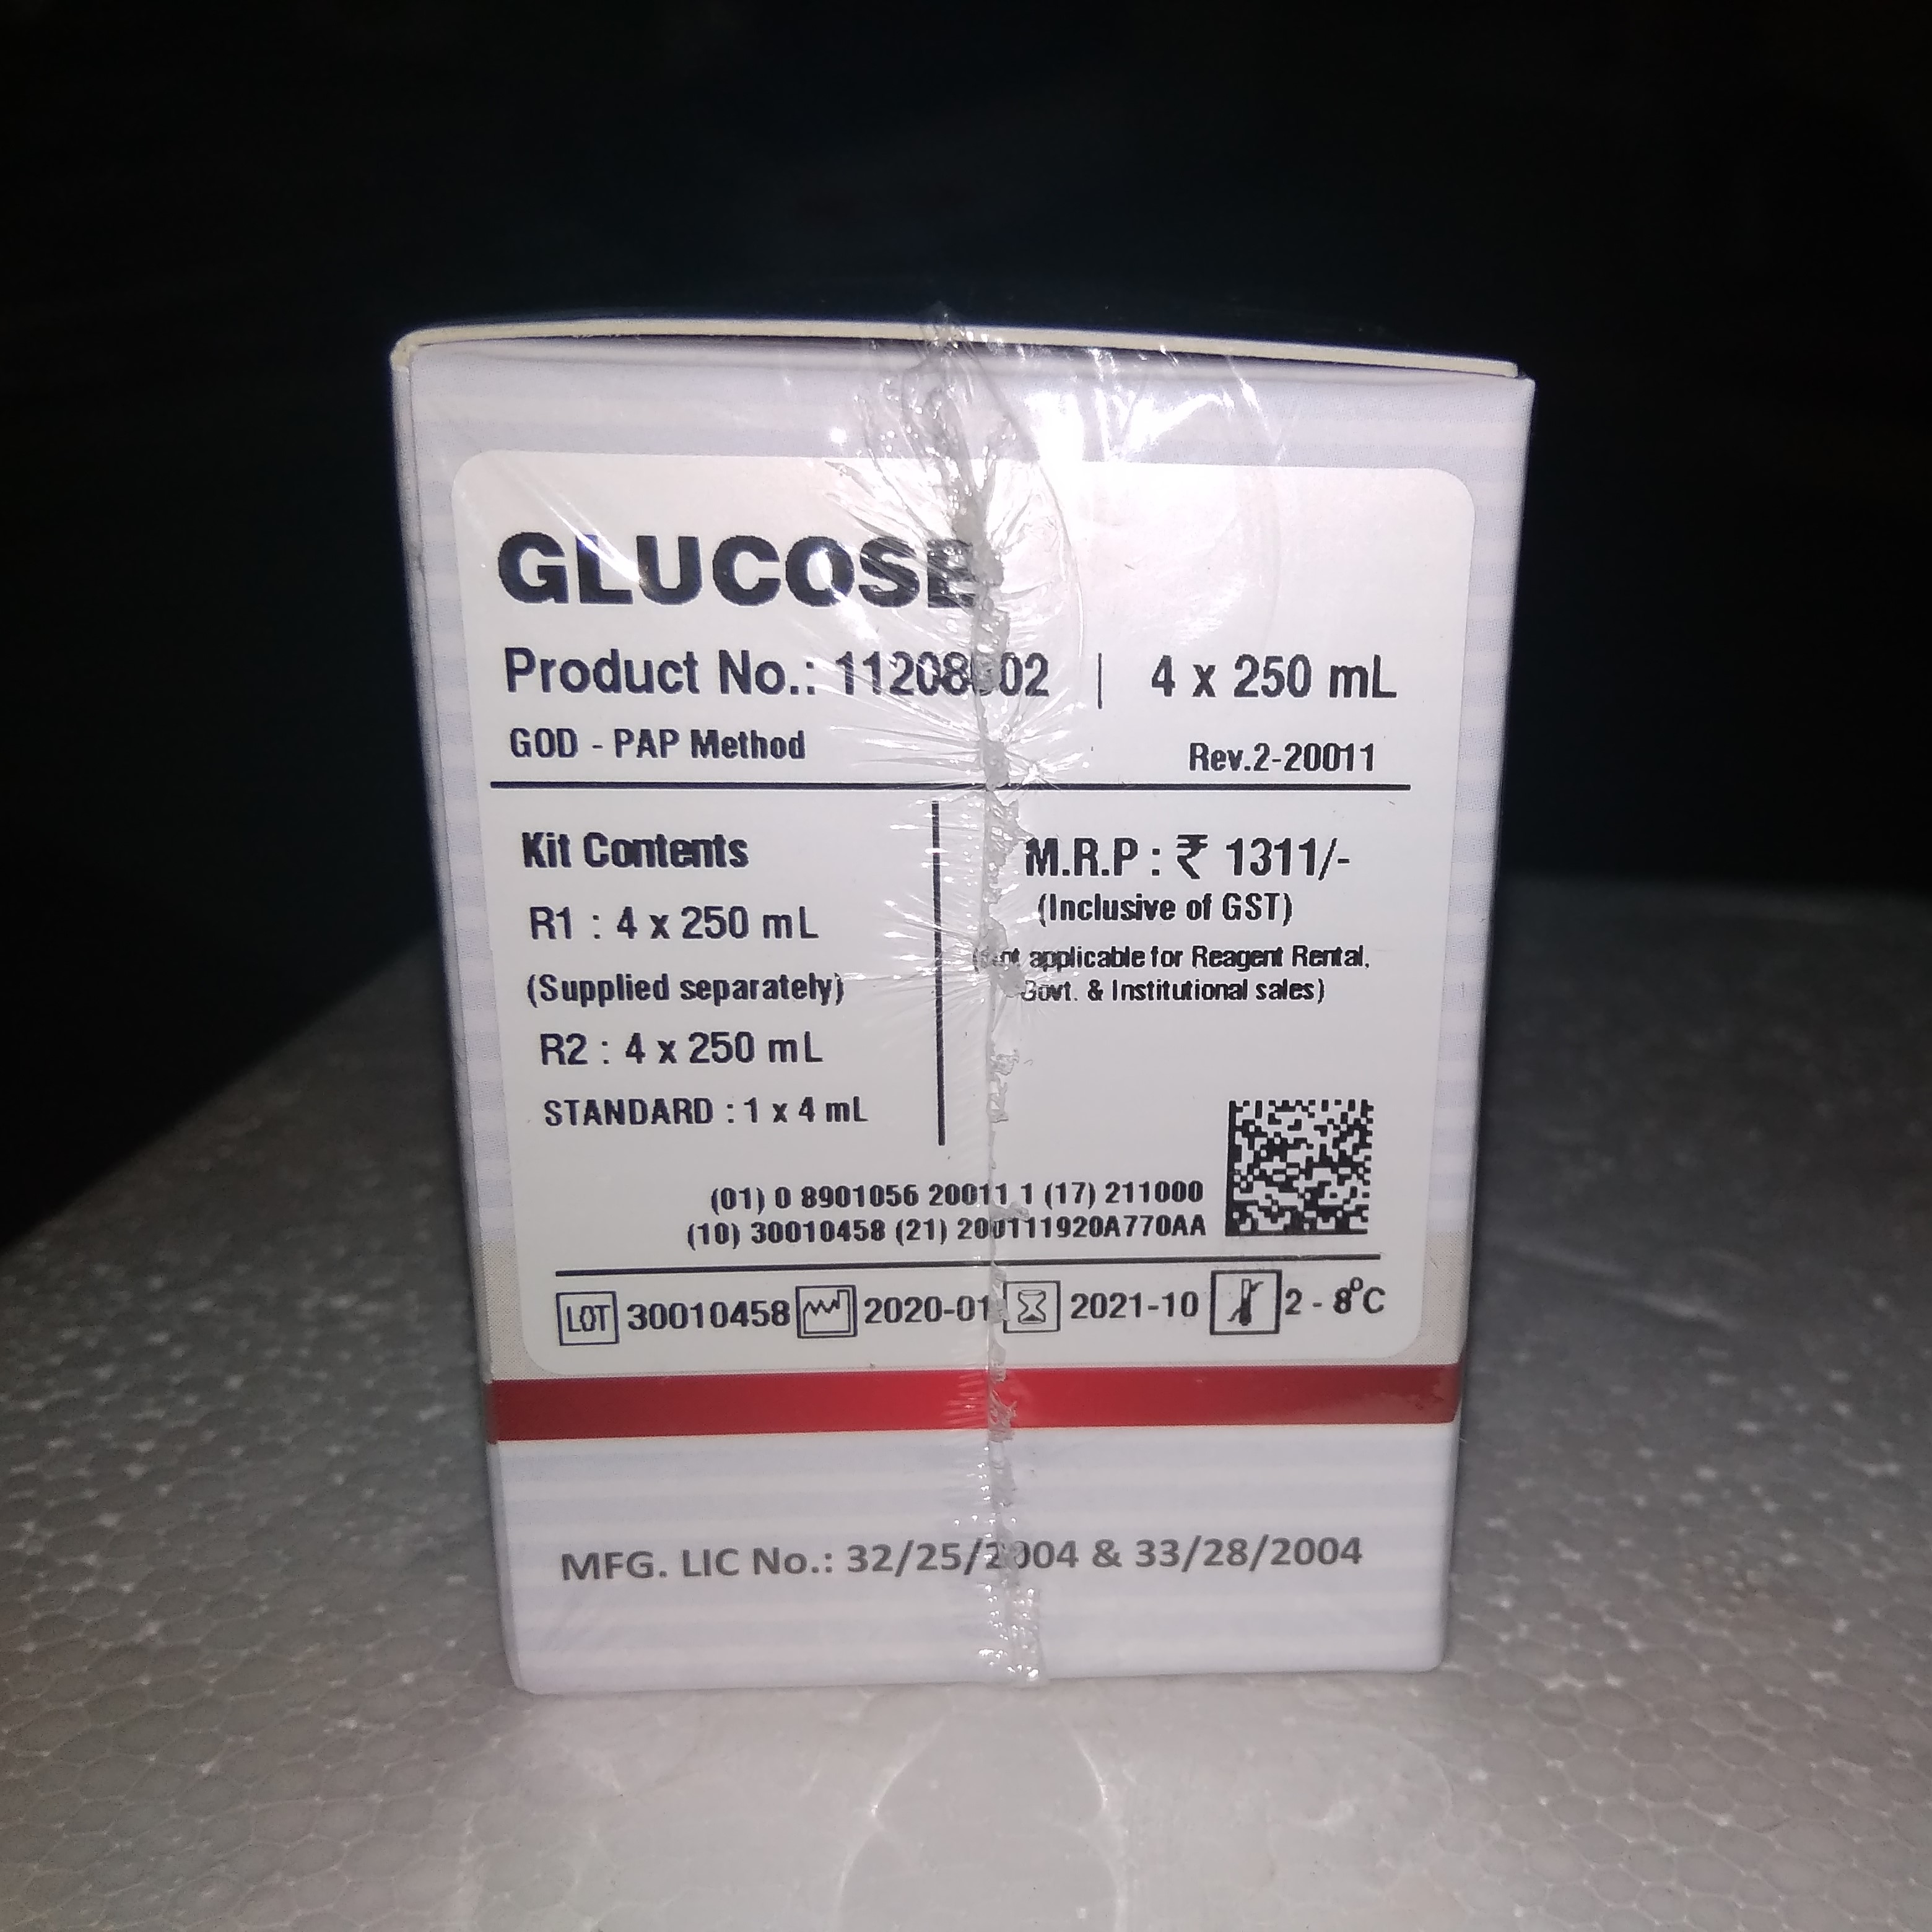 GLUCOSE
Product No.: | 4 x 250 mL
GOD - PAP Method
Rev.2-20011
Kit Contents
R1 : 4 x 250 mL
(Supplied separately)
R2 : 4 x 250 mL
STANDARD : 1 x 4 mL
M.R.P : ₹ 1311/-
(Inclusive of GST)
applicable for Reagent Rental,
Govt. & Institutional sales)
(01) 0 8901056 20011 1 (17) 211000
(10) 30010458 (21) 200111920A770AA
LOT 30010458 2020-01 2021-10 2 - 8°C
MFG. LIC No.: 32/25/2004 & 33/28/2004